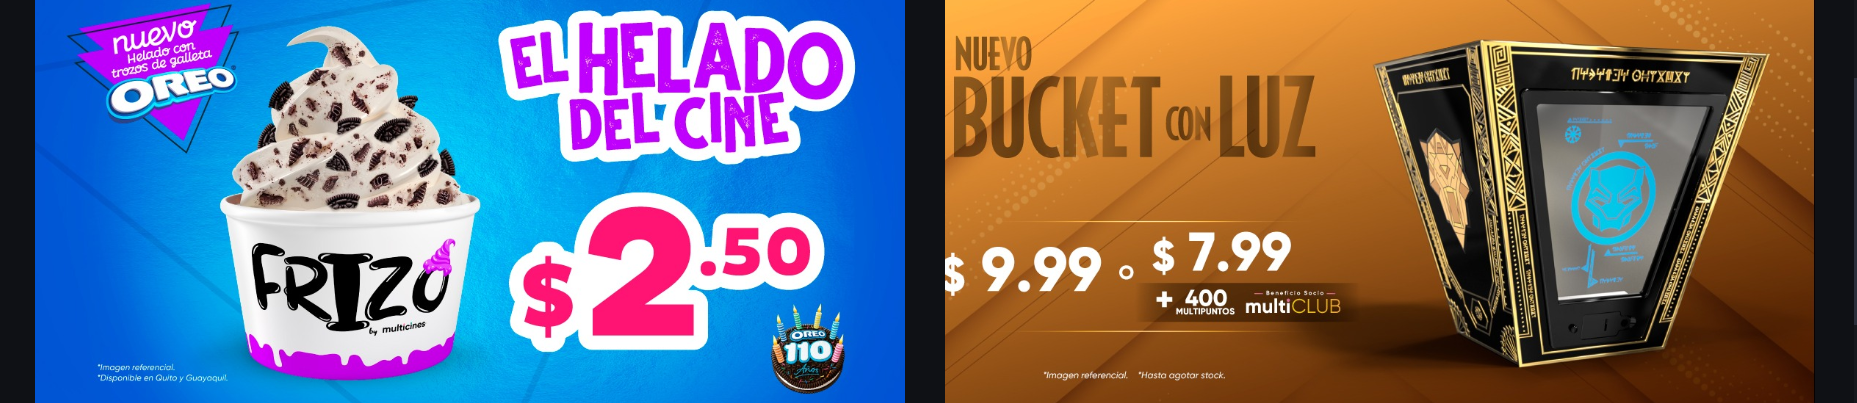 nuevo
Helado con
trozos de galleta
OREO
EL HELADO
DEL CINE
FRIZO
by multicines
$2.50
OREO
110
Años
*Imagen referencial.
*Disponible en Quito y Guayaquil.
NUEVO
BUCKET CON LUZ
$ 9.99 o $ 7.99
+ 400
MULTIPUNTOS
Beneficio Socio
multiCLUB
*Imagen referencial. *Hasta agotar stock.